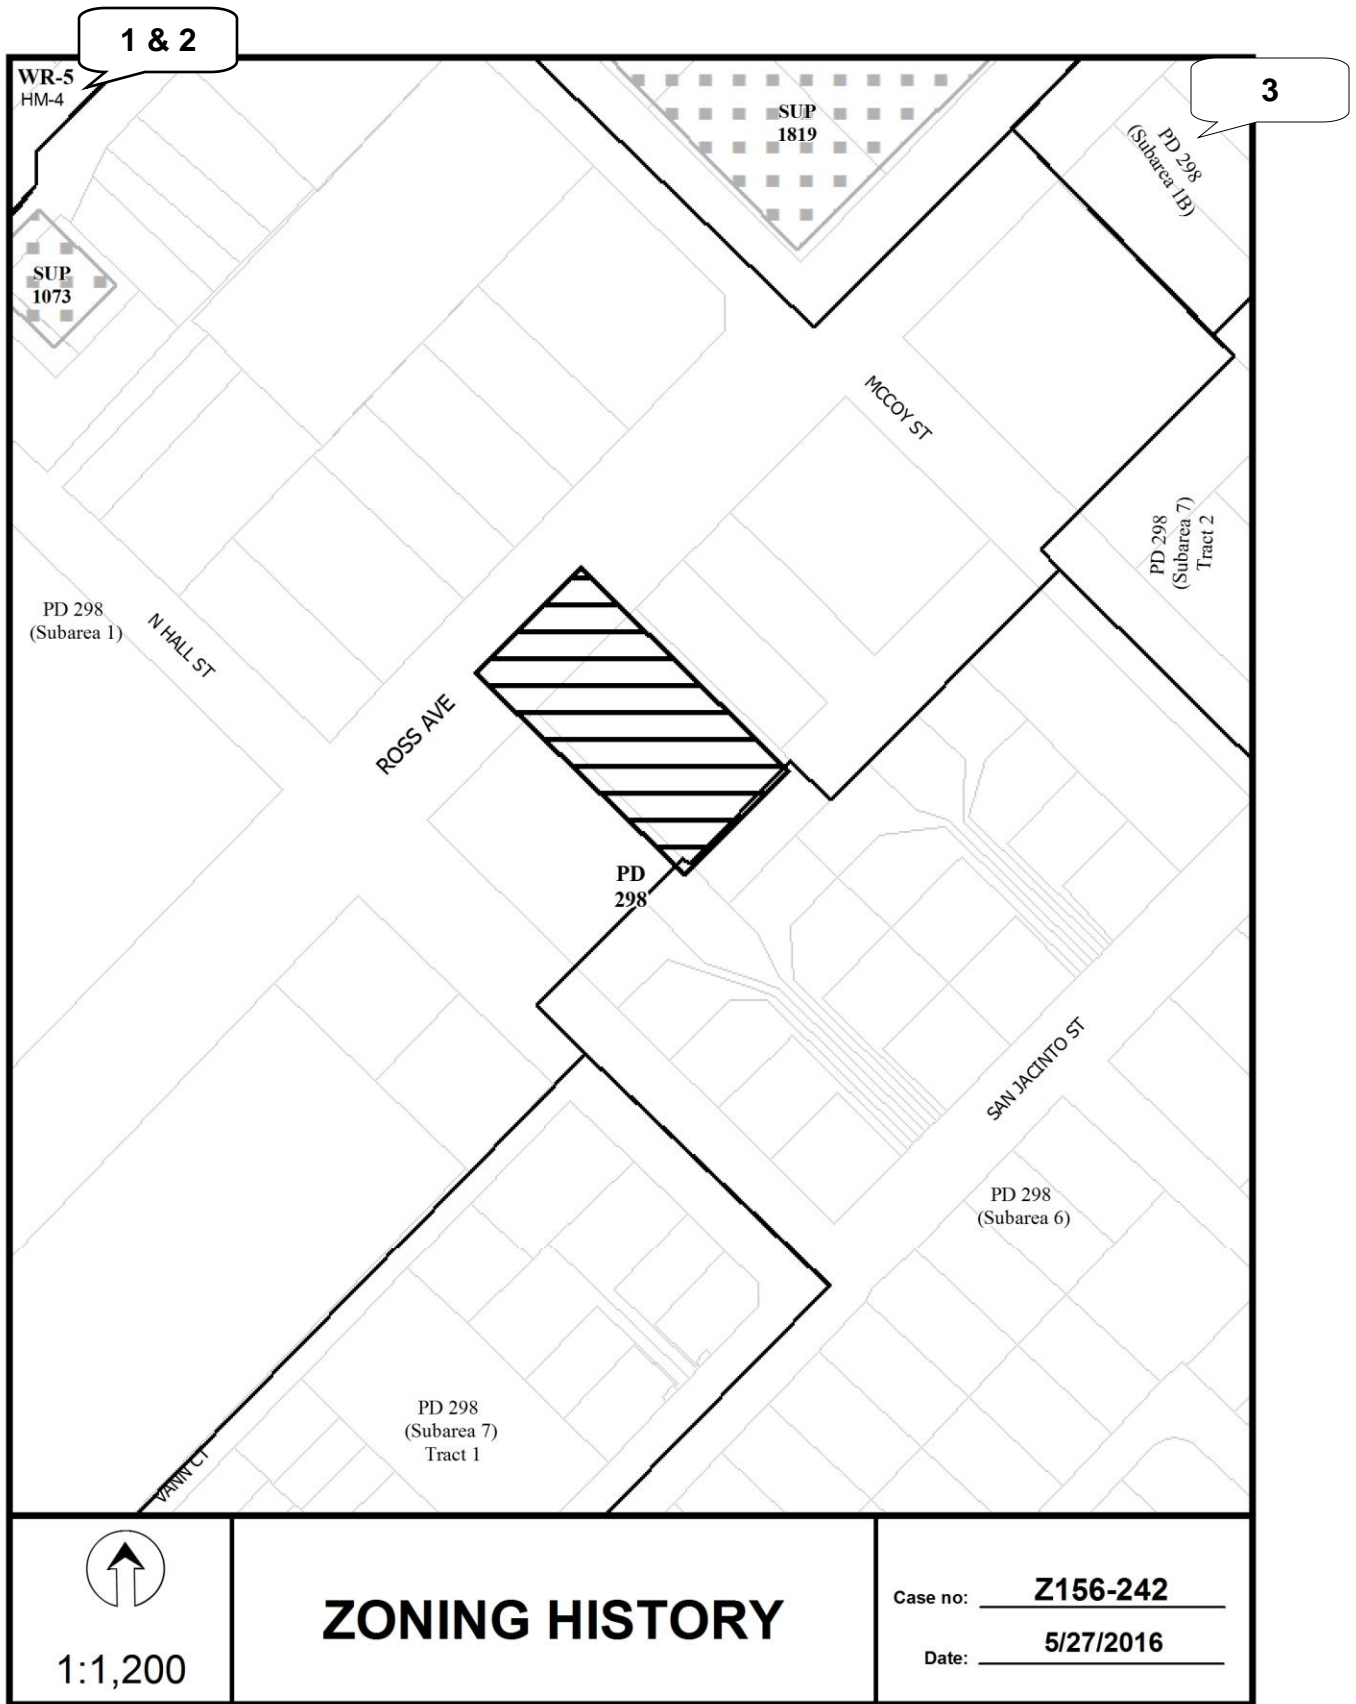 1 & 2
3
WR-5
HM-4
SUP
1819
PD 298
(Subarea 1B)
SUP
1073
MCCOY ST
PD 298
(Subarea 7)
Tract 2
PD 298
(Subarea 1)
N HALL ST
ROSS AVE
PD
298
SAN JACINTO ST
PD 298
(Subarea 6)
PD 298
(Subarea 7)
Tract 1
VANN CT
1:1,200
ZONING HISTORY
Case no: Z156-242
Date: 5/27/2016